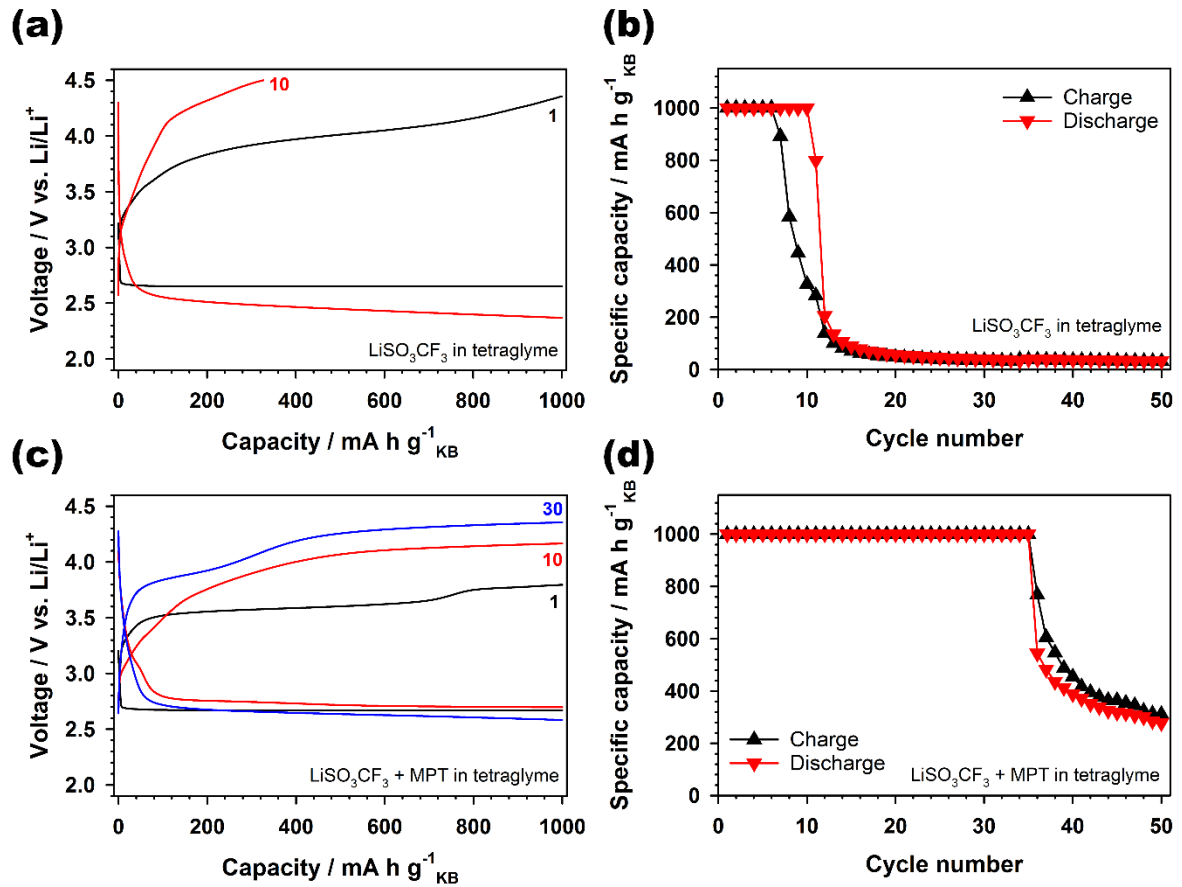 (a)
Voltage / V vs. Li/Li⁺
4.5
4.0
3.5
3.0
2.5
2.0
10
1
LiSO₃CF₃ in tetraglyme
0 200 400 600 800 1000
Capacity / mA h g⁻¹KB
(b)
Specific capacity / mA h g⁻¹KB
1000
800
600
400
200
0
Charge
Discharge
LiSO₃CF₃ in tetraglyme
0 10 20 30 40 50
Cycle number
(c)
Voltage / V vs. Li/Li⁺
4.5
4.0
3.5
3.0
2.5
2.0
30
10
1
LiSO₃CF₃ + MPT in tetraglyme
0 200 400 600 800 1000
Capacity / mA h g⁻¹KB
(d)
Specific capacity / mA h g⁻¹KB
1000
800
600
400
200
0
Charge
Discharge
LiSO₃CF₃ + MPT in tetraglyme
0 10 20 30 40 50
Cycle number